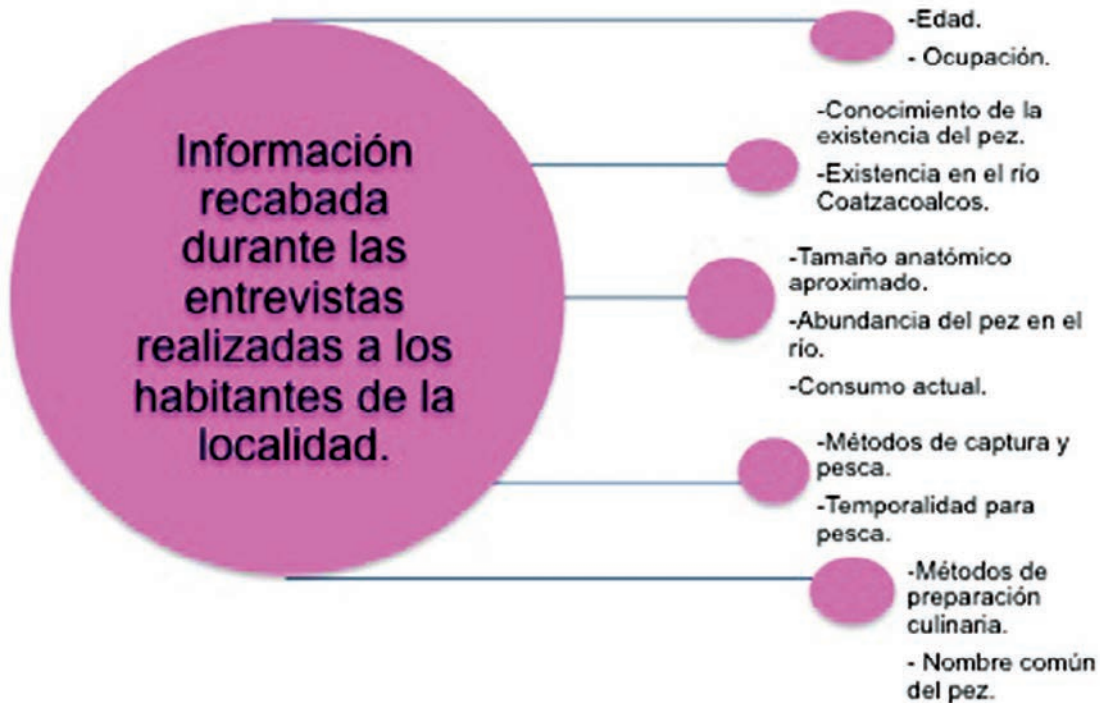 Información
recabada
durante las
entrevistas
realizadas a los
habitantes de la
localidad.
-Edad.
- Ocupación.
-Conocimiento de la
existencia del pez.
-Existencia en el río
Coatzacoalcos.
-Tamaño anatómico
aproximado.
-Abundancia del pez en el
río.
-Consumo actual.
-Métodos de captura y
pesca.
-Temporalidad para
pesca.
-Métodos de
preparación
culinaria.
- Nombre común
del pez.